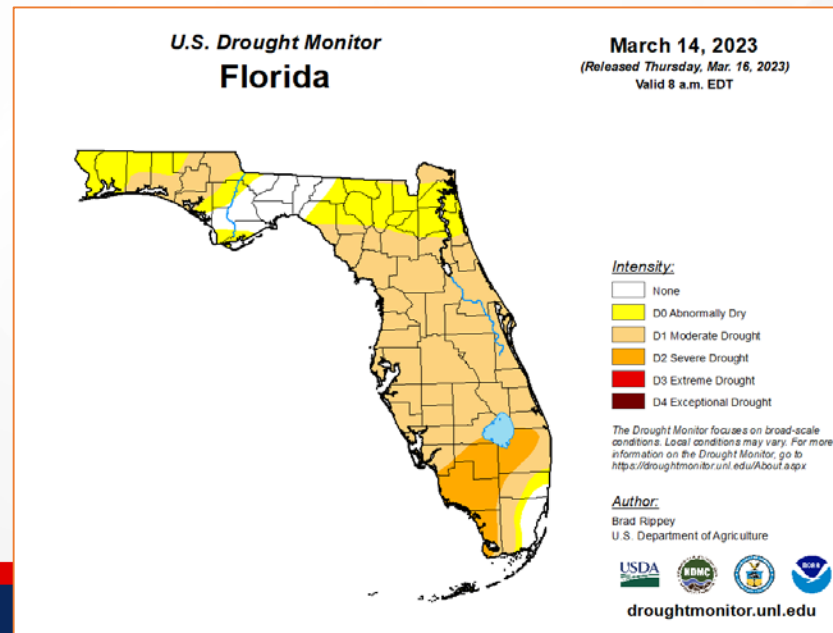 U.S. Drought Monitor
Florida
March 14, 2023
(Released Thursday, Mar. 16, 2023)
Valid 8 a.m. EDT
Intensity:
None
D0 Abnormally Dry
D1 Moderate Drought
D2 Severe Drought
D3 Extreme Drought
D4 Exceptional Drought
The Drought Monitor focuses on broad-scale
conditions. Local conditions may vary. For more
information on the Drought Monitor, go to
https://droughtmonitor.unl.edu/About.aspx
Author:
Brad Rippey
U.S. Department of Agriculture
USDA
NDMC
droughtmonitor.unl.edu